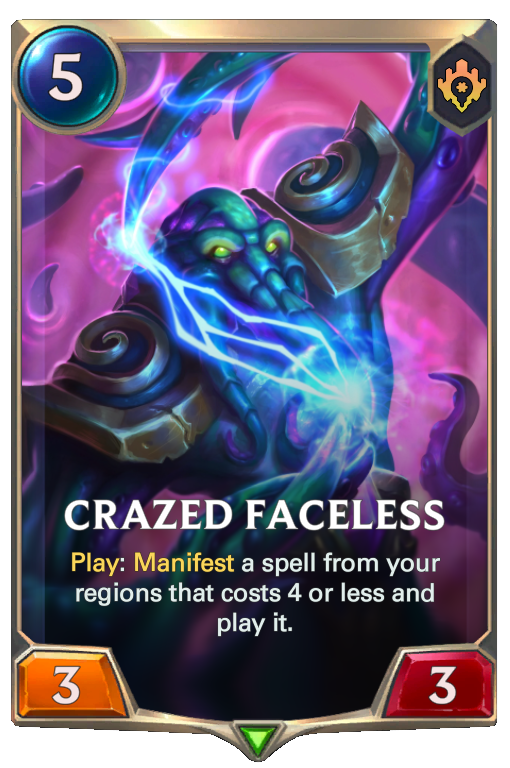 5
CRAZED FACELESS
Play: Manifest a spell from your
regions that costs 4 or less and
play it.
3
3